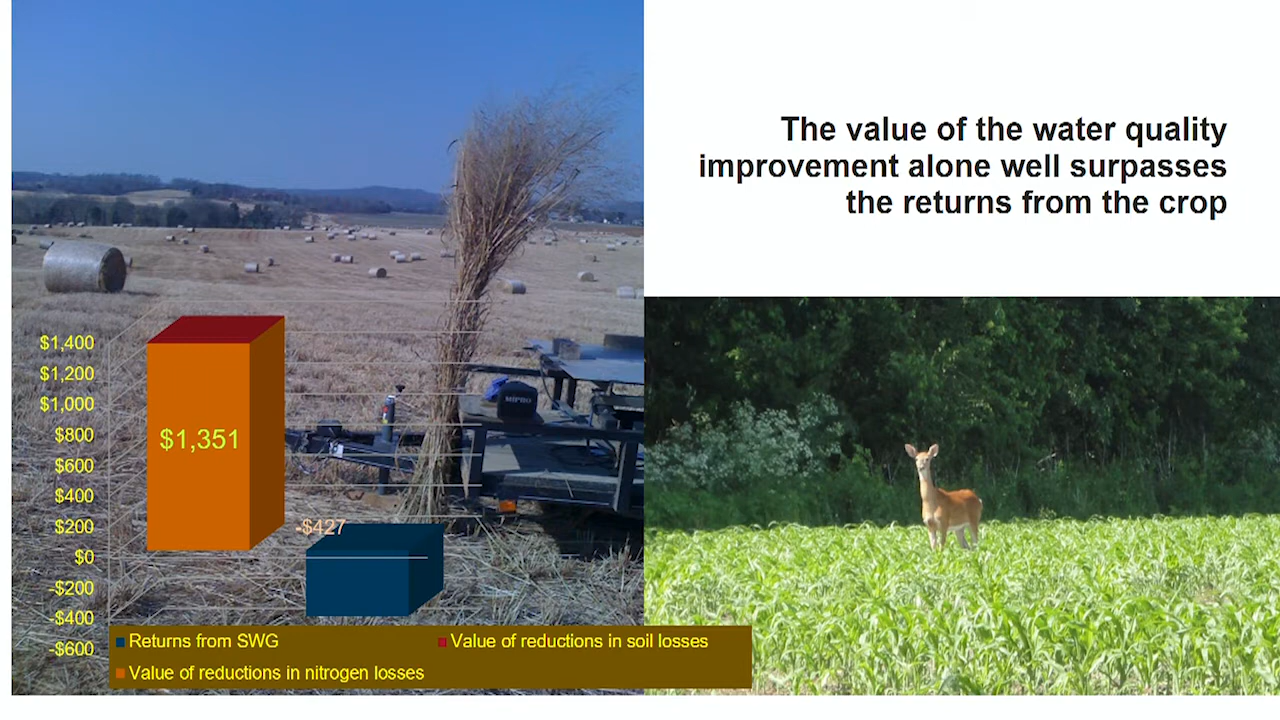 The value of the water quality
improvement alone well surpasses
the returns from the crop
$1,400
$1,200
$1,000
$800
$600
$400
$200
$0
-$200
-$400
-$600
$1,351
-$427
MIPRO
Returns from SWG
Value of reductions in soil losses
Value of reductions in nitrogen losses